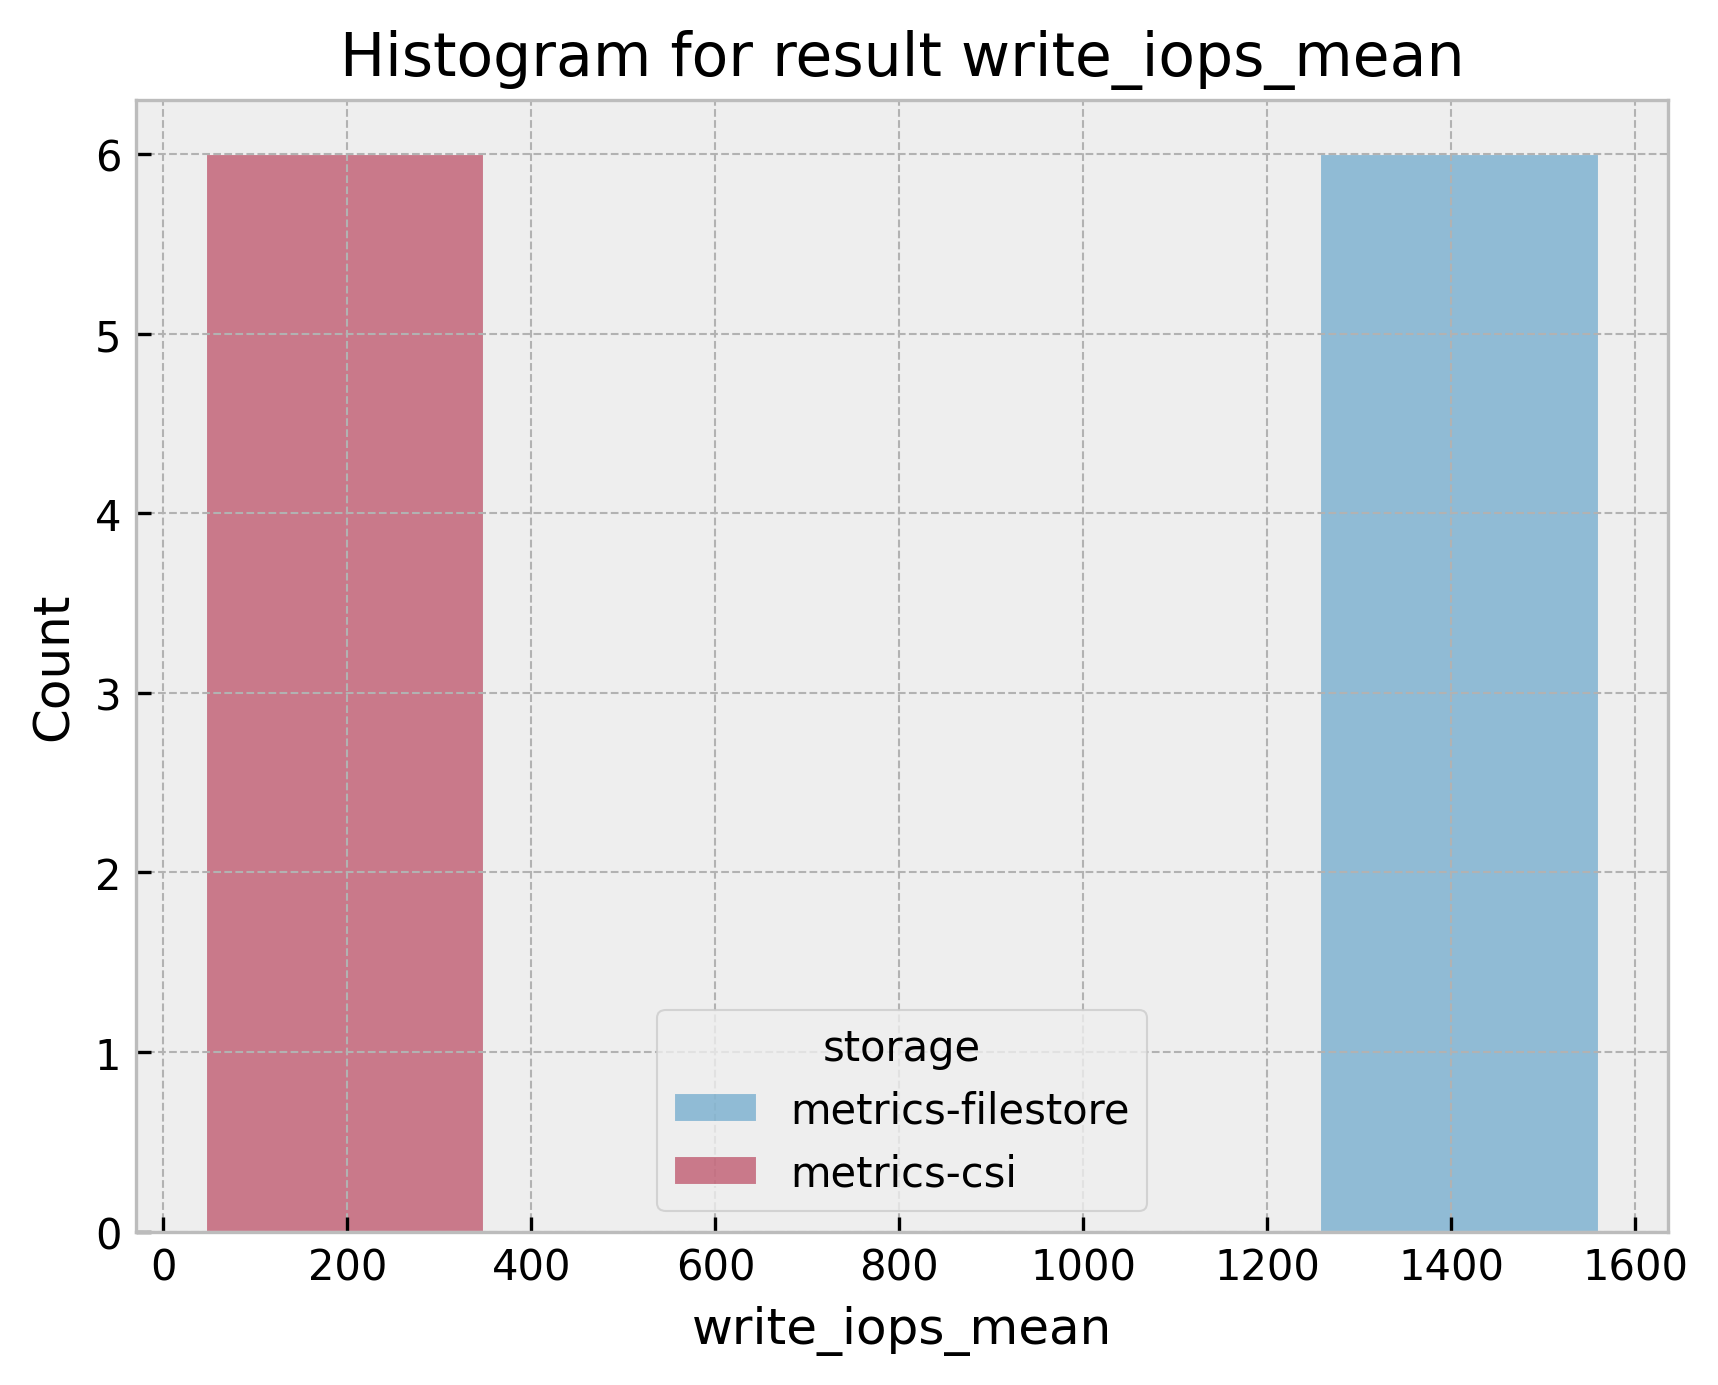 Histogram for result write_iops_mean
6
5
4
3
2
1
0
Count
storage
metrics-filestore
metrics-csi
0 200 400 600 800 1000 1200 1400 1600
write_iops_mean